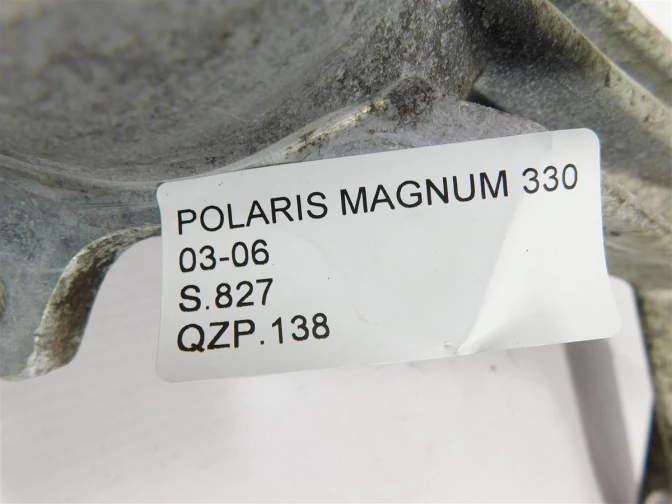 POLARIS MAGNUM 330
03-06
S.827
QZP.138